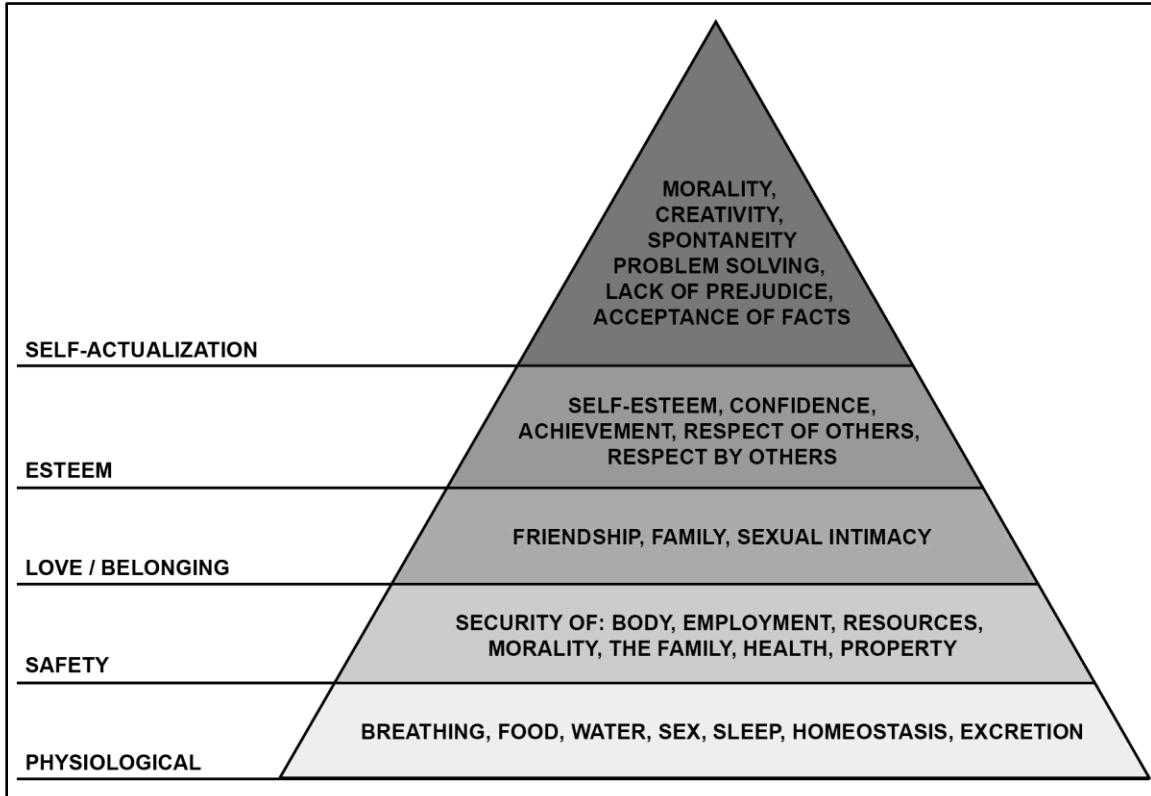 MORALITY,
CREATIVITY,
SPONTANEITY
PROBLEM SOLVING,
LACK OF PREJUDICE,
ACCEPTANCE OF FACTS
SELF-ACTUALIZATION
SELF-ESTEEM, CONFIDENCE,
ACHIEVEMENT, RESPECT OF OTHERS,
RESPECT BY OTHERS
ESTEEM
FRIENDSHIP, FAMILY, SEXUAL INTIMACY
LOVE / BELONGING
SECURITY OF: BODY, EMPLOYMENT, RESOURCES,
MORALITY, THE FAMILY, HEALTH, PROPERTY
SAFETY
BREATHING, FOOD, WATER, SEX, SLEEP, HOMEOSTASIS, EXCRETION
PHYSIOLOGICAL